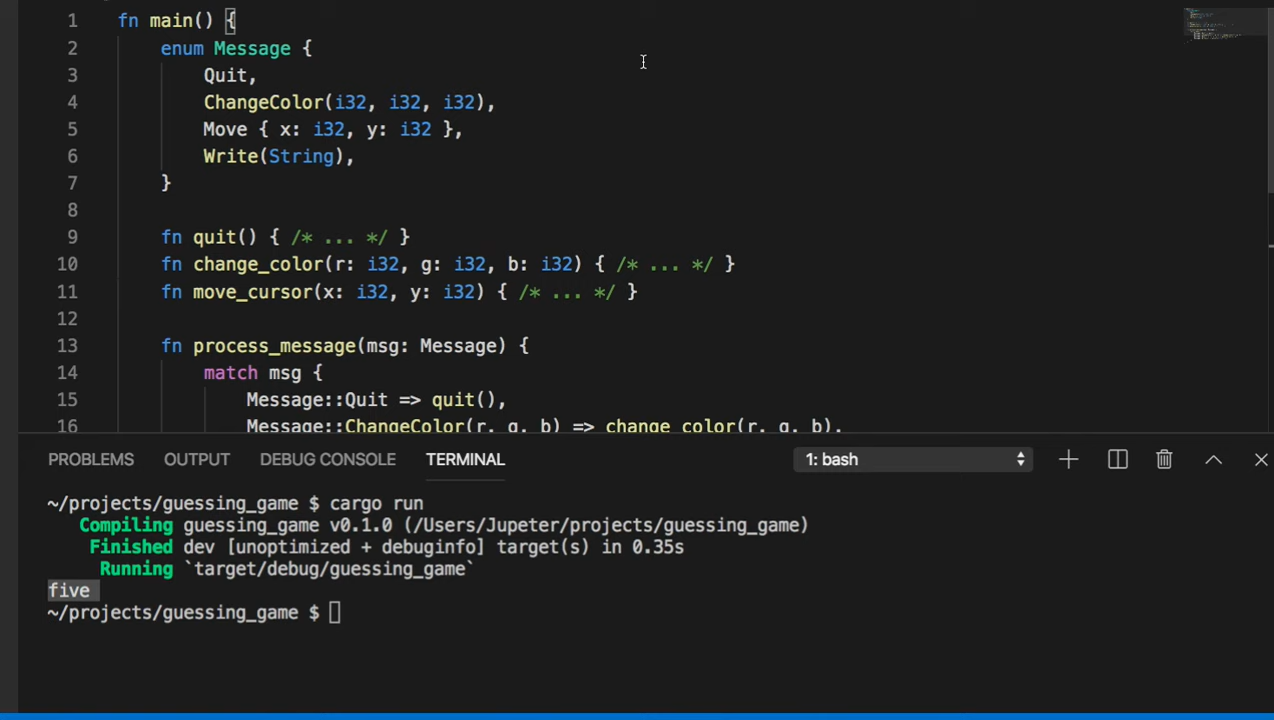 1 fn main() {
2 enum Message {
3 Quit,
4 ChangeColor(i32, i32, i32),
5 Move { x: i32, y: i32 },
6 Write(String),
7 }
8
9 fn quit() { /* ... */ }
10 fn change_color(r: i32, g: i32, b: i32) { /* ... */ }
11 fn move_cursor(x: i32, y: i32) { /* ... */ }
12
13 fn process_message(msg: Message) {
14 match msg {
15 Message::Quit => quit(),
16 Message::ChangeColor(r, g, b) => change_color(r, g, b),
PROBLEMS OUTPUT DEBUG CONSOLE TERMINAL 1: bash
~/projects/guessing_game $ cargo run
Compiling guessing_game v0.1.0 (/Users/Jupeter/projects/guessing_game)
Finished dev [unoptimized + debuginfo] target(s) in 0.35s
Running `target/debug/guessing_game`
five
~/projects/guessing_game $